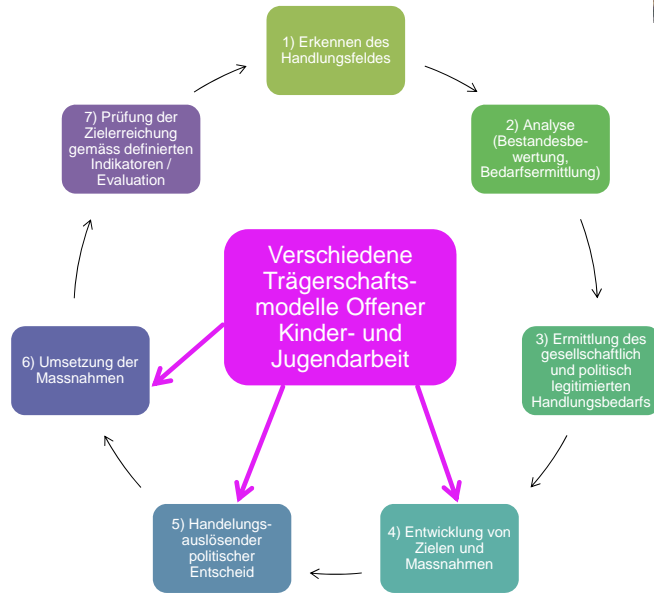 1) Erkennen des
Handlungsfeldes
2) Analyse
(Bestandesbe-
wertung,
Bedarfsermittlung)
3) Ermittlung des
gesellschaftlich
und politisch
legitimierten
Handlungsbedarfs
4) Entwicklung von
Zielen und
Massnahmen
5) Handelungs-
auslösender
politischer
Entscheid
6) Umsetzung der
Massnahmen
7) Prüfung der
Zielerreichung
gemäss definierten
Indikatoren /
Evaluation
Verschiedene
Trägerschafts-
modelle Offener
Kinder- und
Jugendarbeit